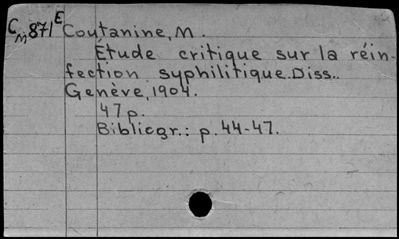 C M 871 E Coutanine, M.
Etude critique sur la réin-
fection syphilitique. Diss..
Genève, 1904.
47 p.
Bibliogr.: p. 44-47.